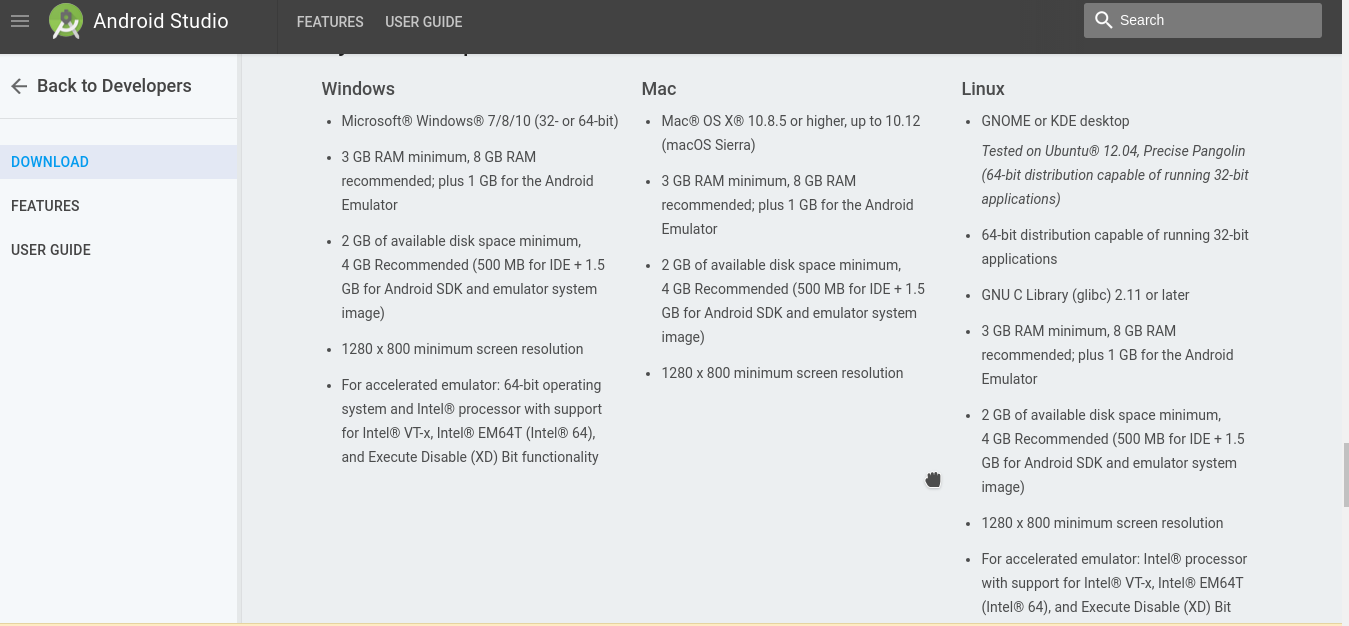 Android Studio
FEATURES
USER GUIDE
Search
Back to Developers
DOWNLOAD
FEATURES
USER GUIDE
Windows
• Microsoft® Windows® 7/8/10 (32- or 64-bit)
• 3 GB RAM minimum, 8 GB RAM
recommended; plus 1 GB for the Android
Emulator
• 2 GB of available disk space minimum,
4 GB Recommended (500 MB for IDE + 1.5
GB for Android SDK and emulator system
image)
• 1280 x 800 minimum screen resolution
• For accelerated emulator: 64-bit operating
system and Intel® processor with support
for Intel® VT-x, Intel® EM64T (Intel® 64),
and Execute Disable (XD) Bit functionality
Mac
• Mac® OS X® 10.8.5 or higher, up to 10.12
(macOS Sierra)
• 3 GB RAM minimum, 8 GB RAM
recommended; plus 1 GB for the Android
Emulator
• 2 GB of available disk space minimum,
4 GB Recommended (500 MB for IDE + 1.5
GB for Android SDK and emulator system
image)
• 1280 x 800 minimum screen resolution
Linux
• GNOME or KDE desktop
Tested on Ubuntu® 12.04, Precise Pangolin
(64-bit distribution capable of running 32-bit
applications)
• 64-bit distribution capable of running 32-bit
applications
• GNU C Library (glibc) 2.11 or later
• 3 GB RAM minimum, 8 GB RAM
recommended; plus 1 GB for the Android
Emulator
• 2 GB of available disk space minimum,
4 GB Recommended (500 MB for IDE + 1.5
GB for Android SDK and emulator system
image)
• 1280 x 800 minimum screen resolution
• For accelerated emulator: Intel® processor
with support for Intel® VT-x, Intel® EM64T
(Intel® 64), and Execute Disable (XD) Bit